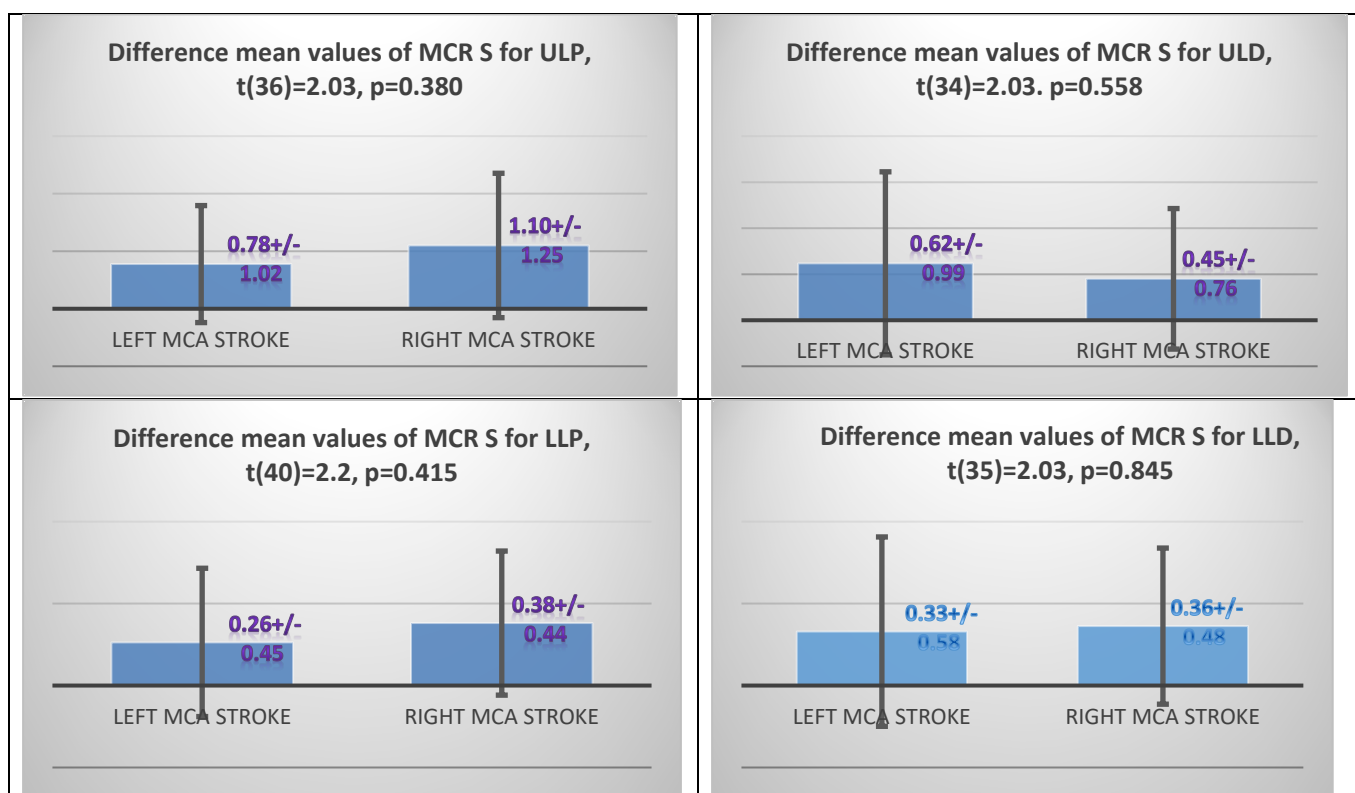 Difference mean values of MCR S for ULP,
t(36)=2.03, p=0.380
0.78+/-
1.02
1.10+/-
1.25
LEFT MCA STROKE
RIGHT MCA STROKE
Difference mean values of MCR S for ULD,
t(34)=2.03. p=0.558
0.62+/-
0.99
0.45+/-
0.76
LEFT MCA STROKE
RIGHT MCA STROKE
Difference mean values of MCR S for LLP,
t(40)=2.2, p=0.415
0.26+/-
0.45
0.38+/-
0.44
LEFT MCA STROKE
RIGHT MCA STROKE
Difference mean values of MCR S for LLD,
t(35)=2.03, p=0.845
0.33+/-
0.58
0.36+/-
0.48
LEFT MCA STROKE
RIGHT MCA STROKE